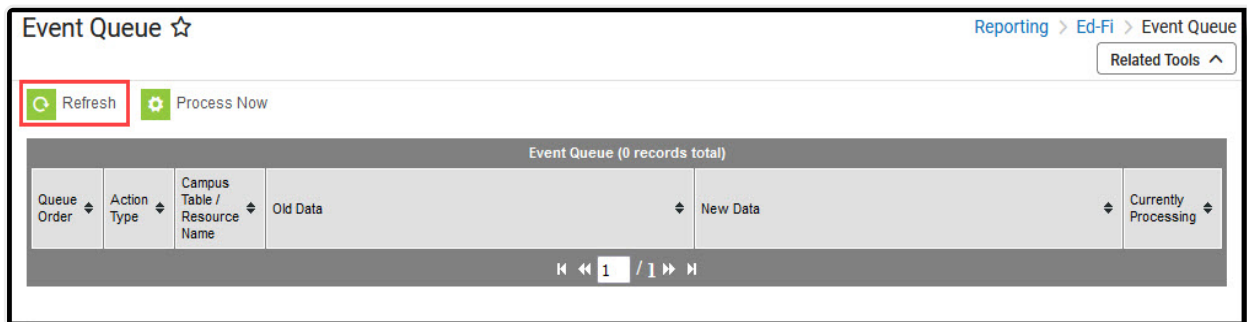 Event Queue ☆
Reporting > Ed-Fi > Event Queue
Related Tools
Refresh
Process Now
Event Queue (0 records total)
Queue
Order
Action
Type
Campus
Table /
Resource
Name
Old Data
New Data
Currently
Processing
1 / 1